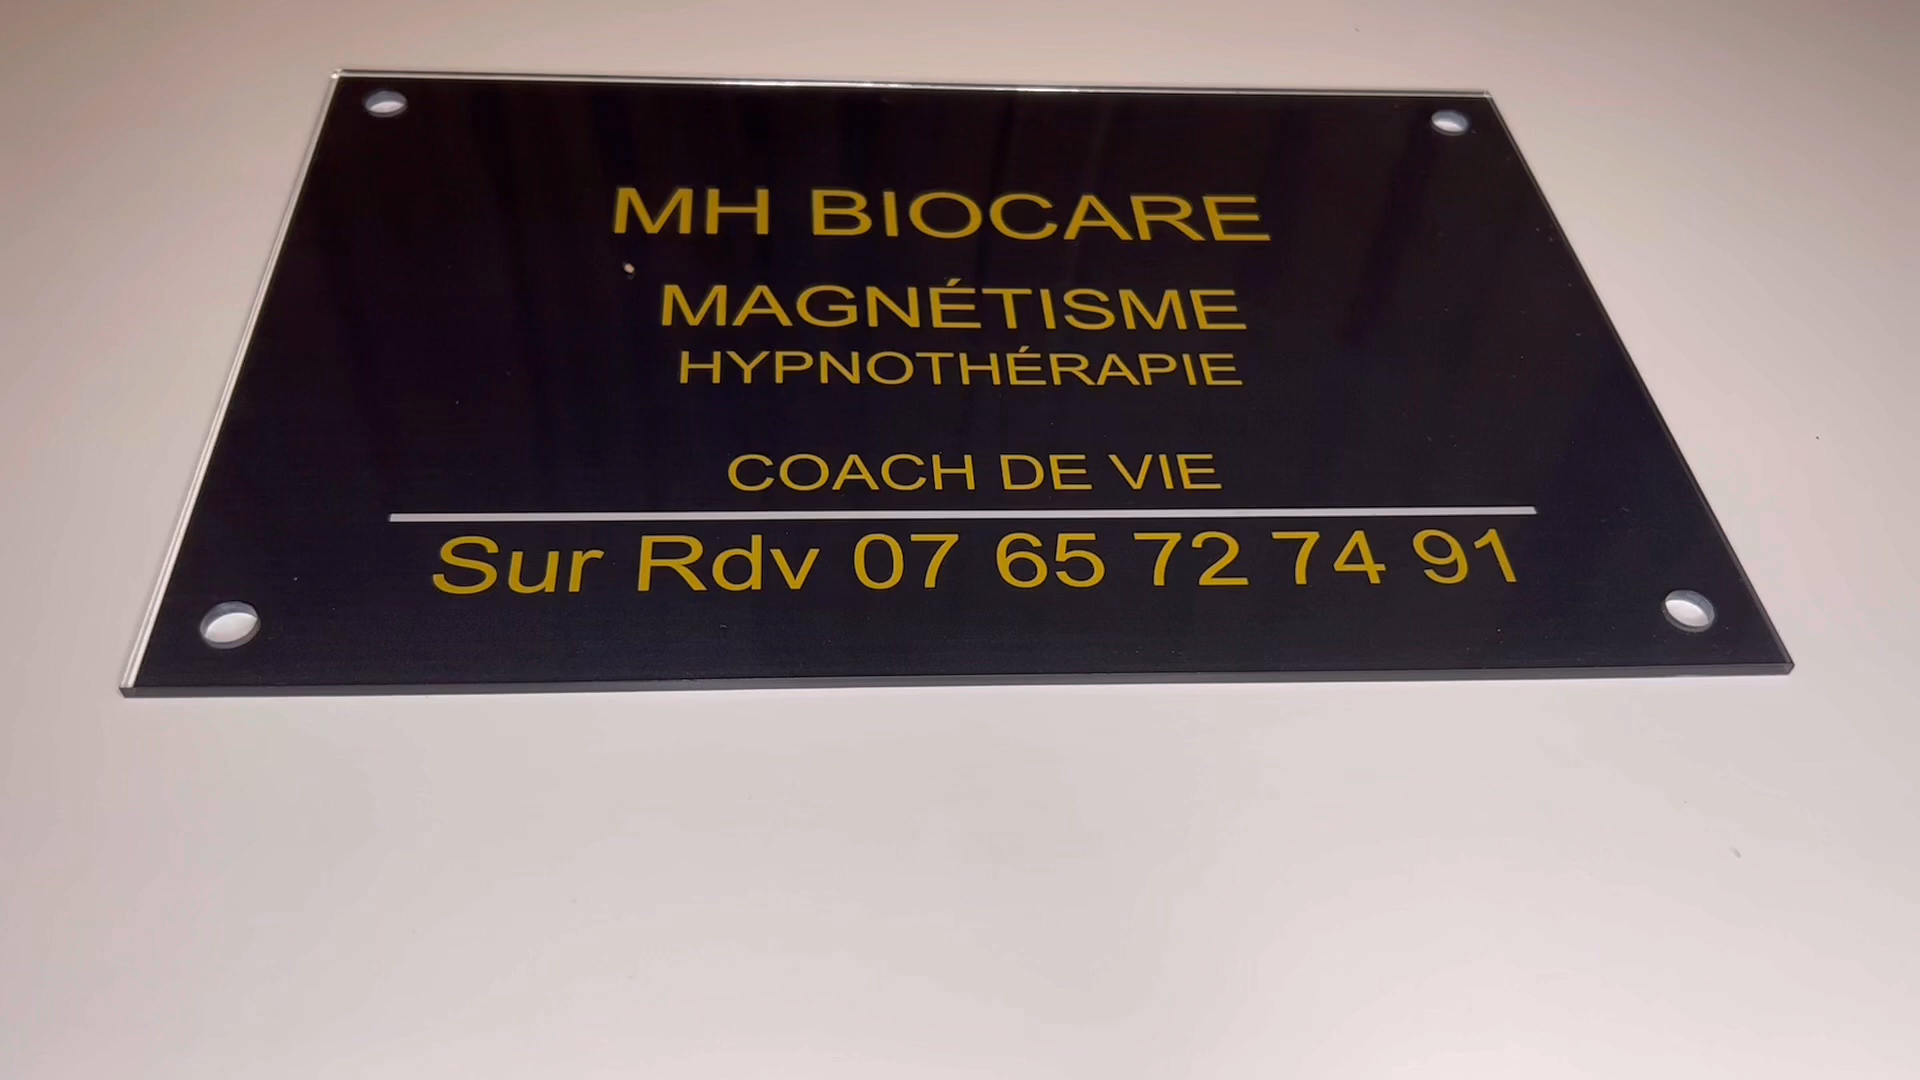 MH BIOCARE
MAGNÉTISME
HYPNOTHÉRAPIE
COACH DE VIE
Sur Rdv 07 65 72 74 91